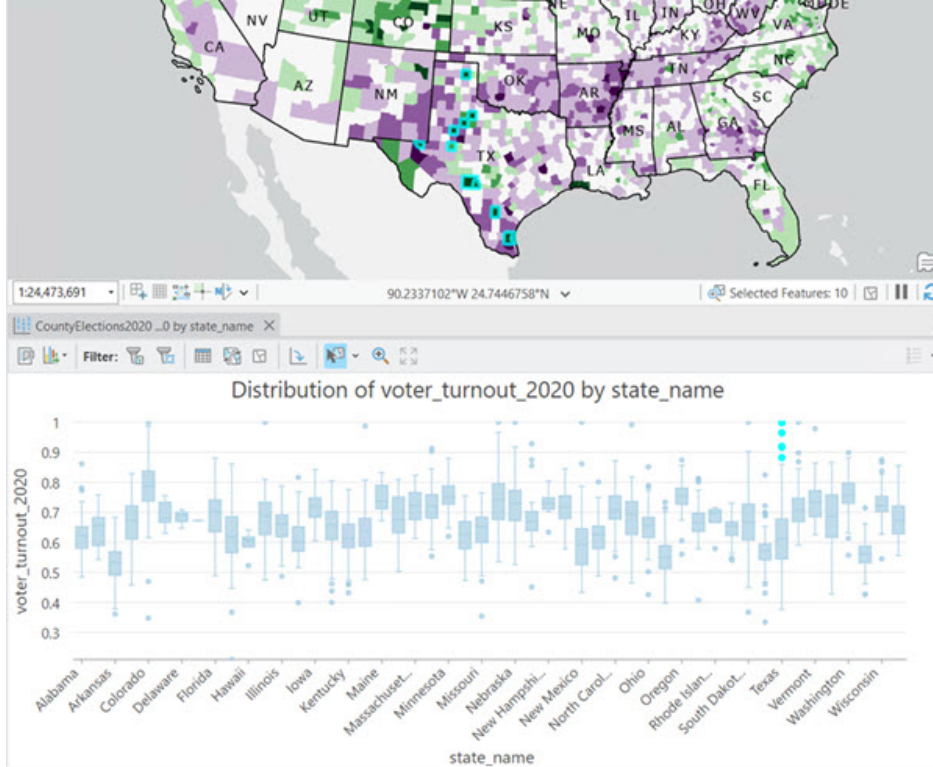 NV
UT
CO
KS
NE
MO
IL
IN
OH
KY
WV
VA
MD
DE
CA
AZ
NM
OK
AR
TN
NC
SC
MS
AL
GA
TX
LA
FL
1:24,473,691
90.2337102°W 24.7446758°N
Selected Features: 10
CountyElections2020 ...0 by state_name
Filter:
Distribution of voter_turnout_2020 by state_name
voter_turnout_2020
1
0.9
0.8
0.7
0.6
0.5
0.4
0.3
Alabama
Arkansas
Colorado
Delaware
Florida
Hawaii
Illinois
Iowa
Kentucky
Maine
Massachuset...
Minnesota
Missouri
Nebraska
New Hampshi...
New Mexico
North Carol...
Ohio
Oregon
Rhode Islan...
South Dakot...
Texas
Vermont
Washington
Wisconsin
state_name